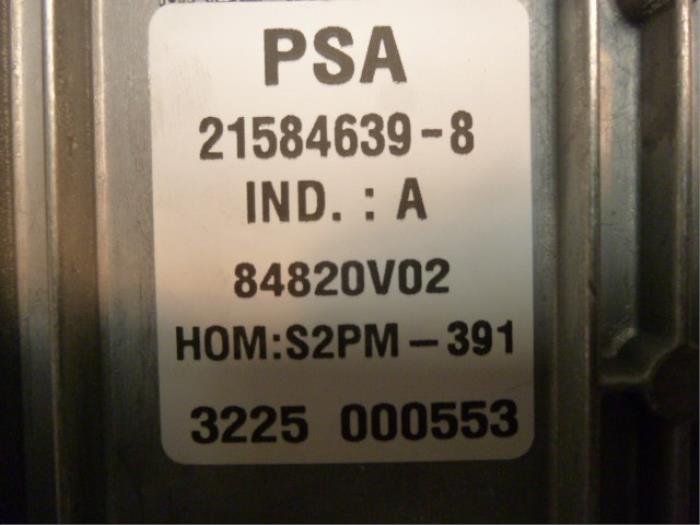 PSA
21584639-8
IND. : A
84820V02
HOM:S2PM-391
3225 000553